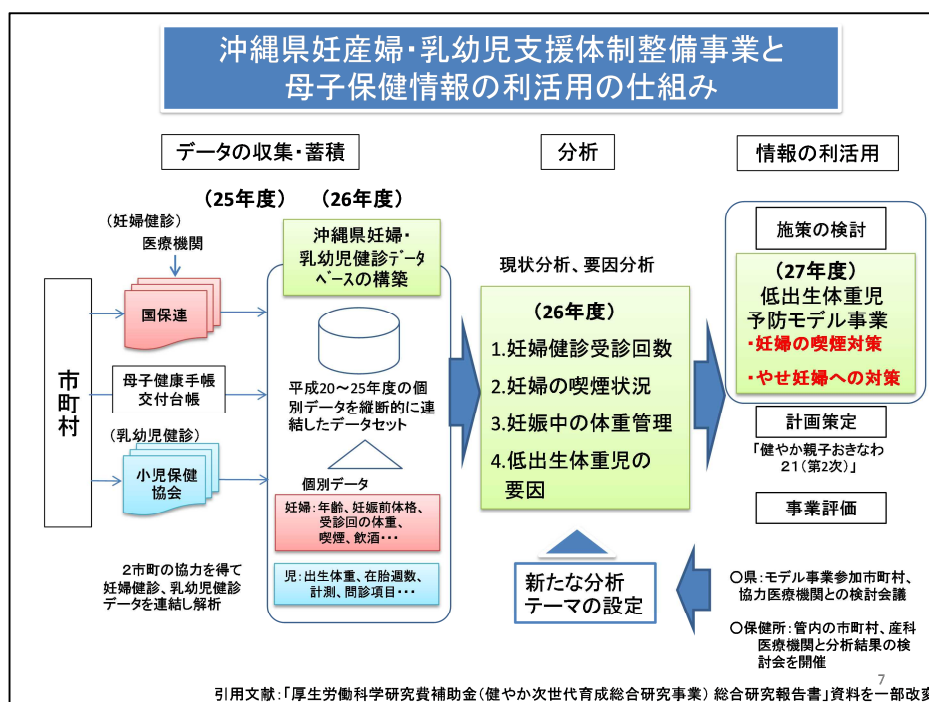 沖縄県妊産婦・乳幼児支援体制整備事業と
母子保健情報の利活用の仕組み
データの収集・蓄積
分析
情報の利活用
（25年度）
（26年度）
（妊婦健診）
医療機関
市町村
国保連
母子健康手帳
交付台帳
（乳幼児健診）
小児保健
協会
2市町の協力を得て
妊婦健診、乳幼児健診
データを連結し解析
沖縄県妊婦・
乳幼児健診データ
ベースの構築
平成20～25年度の個
別データを縦断的に連
結したデータセット
個別データ
妊婦：年齢、妊娠前体格、
受診回の体重、
喫煙、飲酒・・・
児：出生体重、在胎週数、
計測、問診項目・・・
現状分析、要因分析
（26年度）
1.妊婦健診受診回数
2.妊婦の喫煙状況
3.妊娠中の体重管理
4.低出生体重児の
要因
新たな分析
テーマの設定
施策の検討
（27年度）
低出生体重児
予防モデル事業
・妊婦の喫煙対策
・やせ妊婦への対策
計画策定
「健やか親子おきなわ
21（第2次）」
事業評価
○県：モデル事業参加市町村、
協力医療機関との検討会議
○保健所：管内の市町村、産科
医療機関と分析結果の検
討会を開催
7
引用文献：「厚生労働科学研究費補助金（健やか次世代育成総合研究事業） 総合研究報告書」資料を一部改変